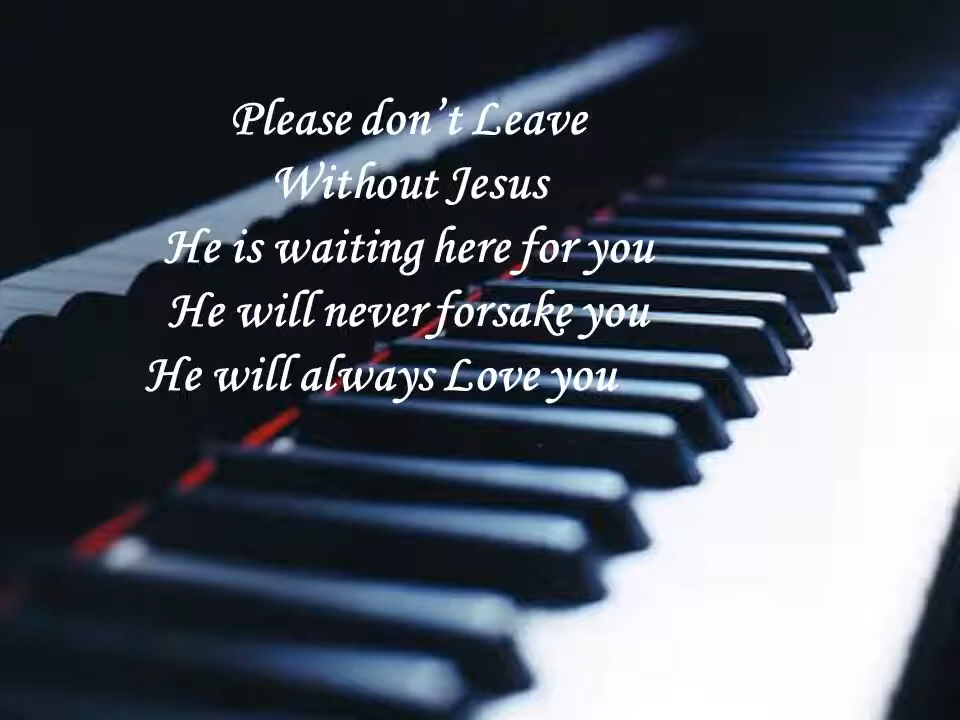 Please don’t Leave
Without Jesus
He is waiting here for you
He will never forsake you
He will always Love you